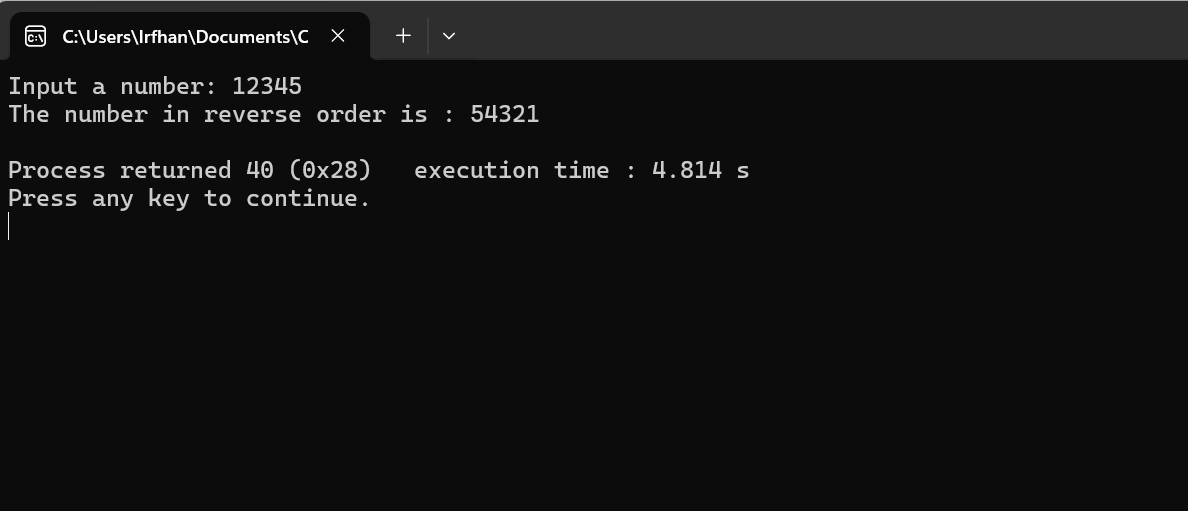 C:\Users\Irfhan\Documents\C
Input a number: 12345
The number in reverse order is : 54321
Process returned 40 (0x28)   execution time : 4.814 s
Press any key to continue.